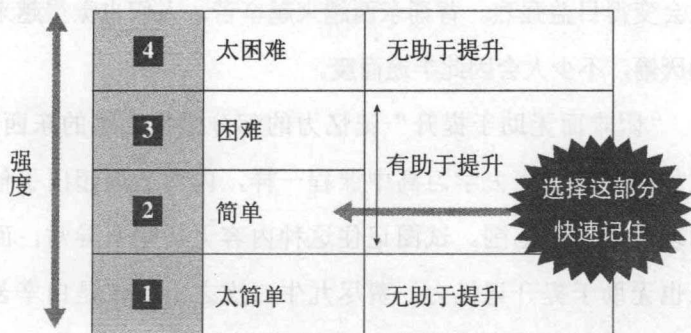 4 太困难 无助于提升
3 困难
强度
有助于提升
选择这部分
快速记住
2 简单
1 太简单 无助于提升